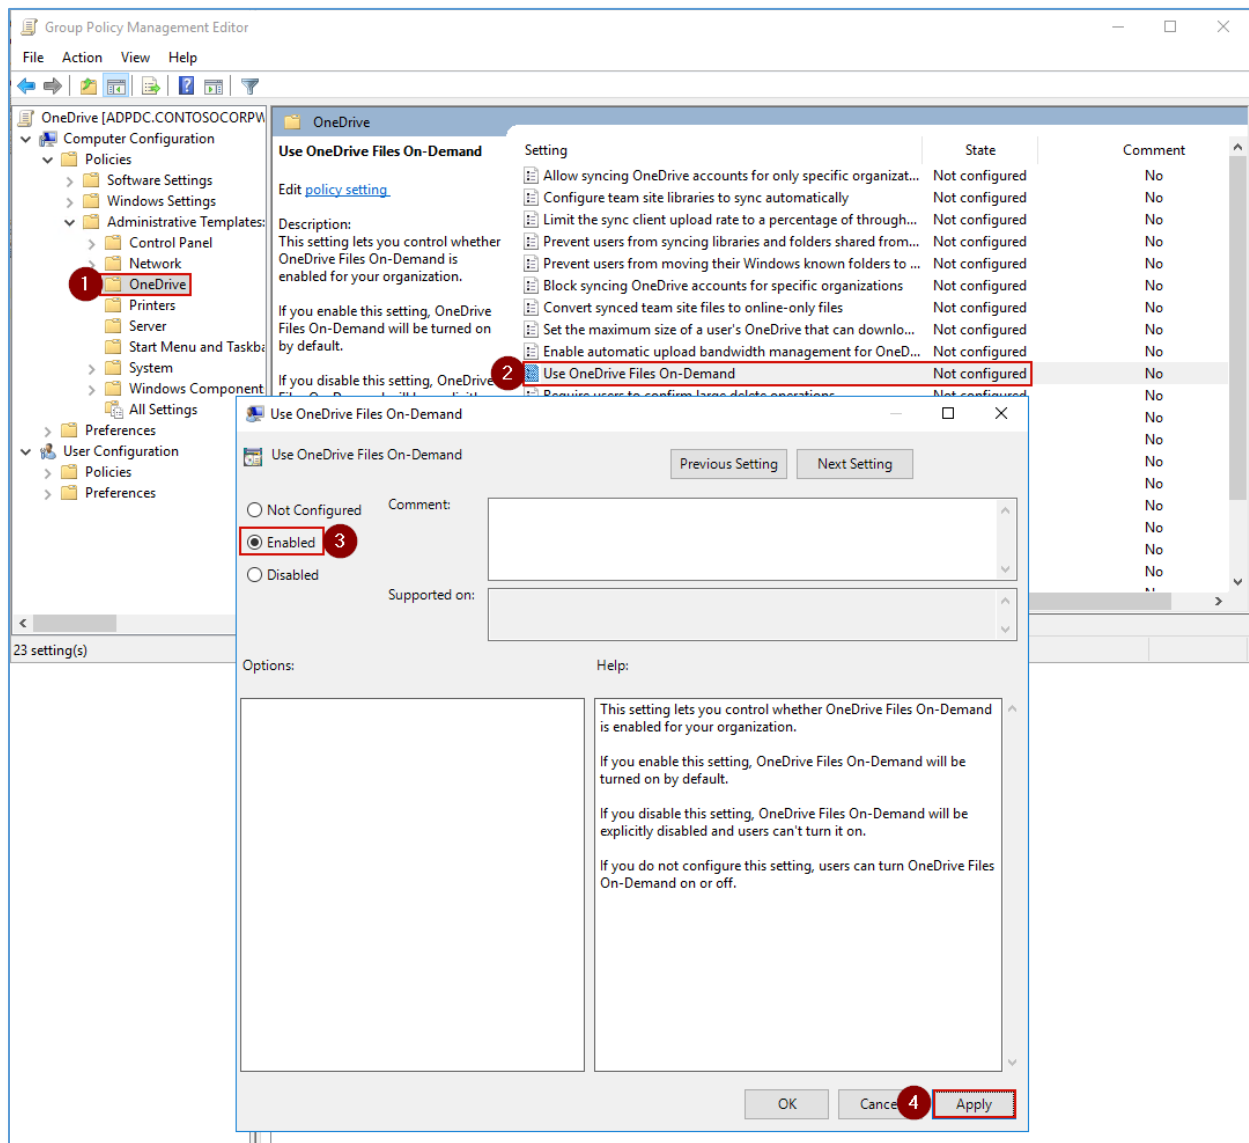 Group Policy Management Editor
File Action View Help
OneDrive [ADPDC.CONTOSOCORPW
Computer Configuration
Policies
Software Settings
Windows Settings
Administrative Templates:
Control Panel
Network
1 OneDrive
Printers
Server
Start Menu and Taskba
System
Windows Component
All Settings
Preferences
User Configuration
Policies
Preferences
23 setting(s)
OneDrive
Use OneDrive Files On-Demand
Edit policy setting
Description:
This setting lets you control whether
OneDrive Files On-Demand is
enabled for your organization.
If you enable this setting, OneDrive
Files On-Demand will be turned on
by default.
If you disable this setting, OneDrive
Setting State Comment
Allow syncing OneDrive accounts for only specific organizat... Not configured No
Configure team site libraries to sync automatically Not configured No
Limit the sync client upload rate to a percentage of through... Not configured No
Prevent users from syncing libraries and folders shared from... Not configured No
Prevent users from moving their Windows known folders to ... Not configured No
Block syncing OneDrive accounts for specific organizations Not configured No
Convert synced team site files to online-only files Not configured No
Set the maximum size of a user's OneDrive that can downlo... Not configured No
Enable automatic upload bandwidth management for OneD... Not configured No
2 Use OneDrive Files On-Demand Not configured No
Require users to confirm large delete operations Not configured No
No
No
No
No
No
No
No
No
Use OneDrive Files On-Demand
Use OneDrive Files On-Demand
Previous Setting Next Setting
Not Configured
Enabled 3
Disabled
Comment:
Supported on:
Options:
Help:
This setting lets you control whether OneDrive Files On-Demand
is enabled for your organization.
If you enable this setting, OneDrive Files On-Demand will be
turned on by default.
If you disable this setting, OneDrive Files On-Demand will be
explicitly disabled and users can't turn it on.
If you do not configure this setting, users can turn OneDrive Files
On-Demand on or off.
OK Cance 4 Apply